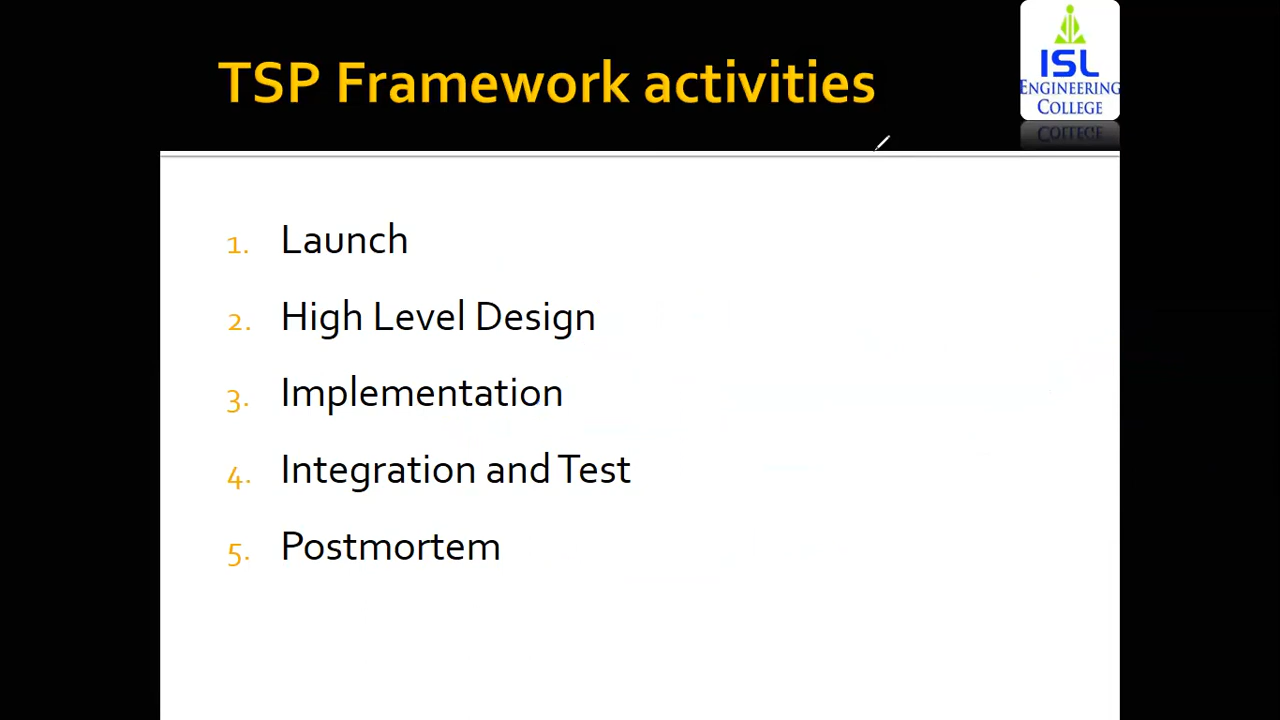 TSP Framework activities
ISL
ENGINEERING
COLLEGE
1. Launch
2. High Level Design
3. Implementation
4. Integration and Test
5. Postmortem